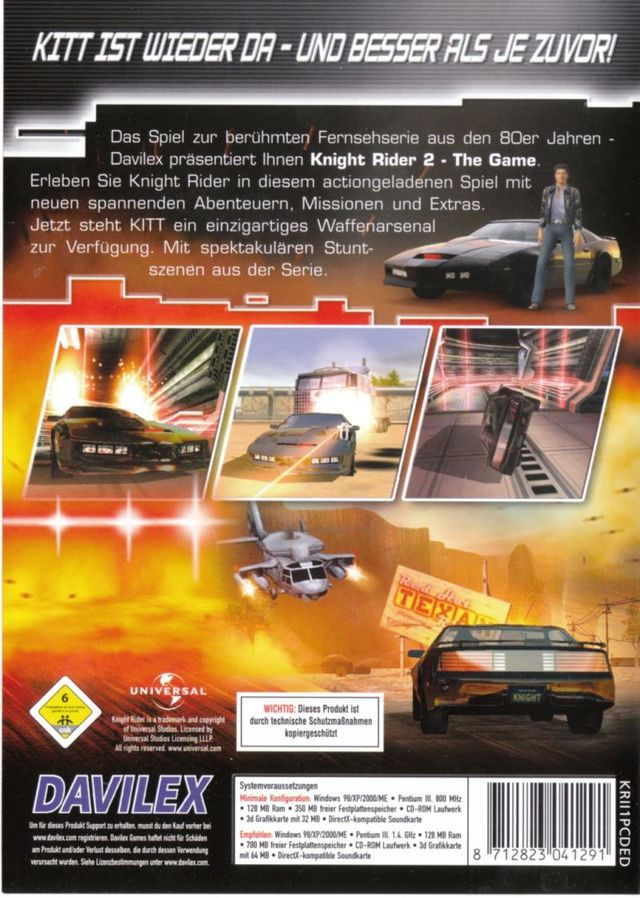 KITT IST WIEDER DA - UND BESSER ALS JE ZUVOR!
Das Spiel zur berühmten Fernsehserie aus den 80er Jahren -
Davilex präsentiert Ihnen Knight Rider 2 - The Game.
Erleben Sie Knight Rider in diesem actiongeladenen Spiel mit
neuen spannenden Abenteuern, Missionen und Extras.
Jetzt steht KITT ein einzigartiges Waffenarsenal
zur Verfügung. Mit spektakulären Stunt-
szenen aus der Serie.
TEXA
KNIGHT
6
usk
UNIVERSAL
Knight Rider is a trademark and copyright
of Universal Studios. Licensed by
Universal Studios Licensing LLLP.
All rights reserved. www.universal.com
WICHTIG: Dieses Produkt ist
durch technische Schutzmaßnahmen
kopiergeschützt
DAVILEX
Um für dieses Produkt Support zu erhalten, musst du den Kauf vorher bei
www.davilex.com registrieren. Davilex Games haftet nicht für Schäden
am Produkt und/oder Verlust desselben, die durch dessen Verwendung
verursacht wurden. Siehe Lizenzbestimmungen unter www.davilex.com.
Systemvoraussetzungen
Minimale Konfiguration: Windows 98/XP/2000/ME • Pentium III. 800 MHz
• 128 MB Ram • 350 MB freier Festplattenspeicher • CD-ROM Laufwerk
• 3d Grafikkarte mit 32 MB • DirectX-kompatible Soundkarte
Empfohlen: Windows 98/XP/2000/ME • Pentium III. 1.4. GHz • 128 MB Ram
• 700 MB freier Festplattenspeicher • CD-ROM Laufwerk • 3d Grafikkarte
mit 64 MB • DirectX-kompatible Soundkarte
8 712823 041291
KRII1PCDED